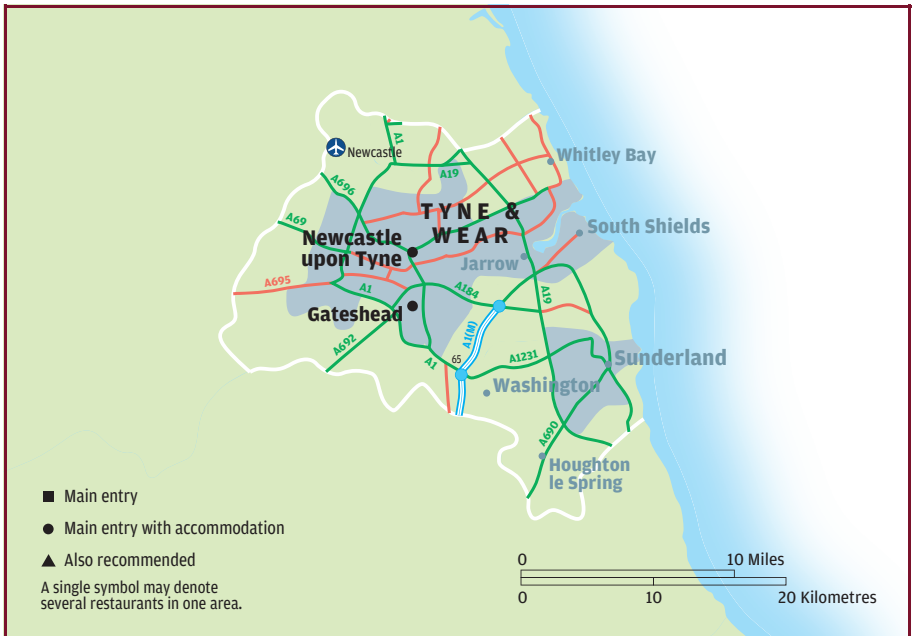 A1
Newcastle
A19
Whitley Bay
A696
A69
TYNE &
WEAR
South Shields
Newcastle
upon Tyne
Jarrow
A695
A1
A184
A19
Gateshead
A1(M)
A692
A1
65
A1231
Sunderland
Washington
A690
Houghton
le Spring
Main entry
Main entry with accommodation
Also recommended
A single symbol may denote
several restaurants in one area.
0 10 Miles
0 10 20 Kilometres